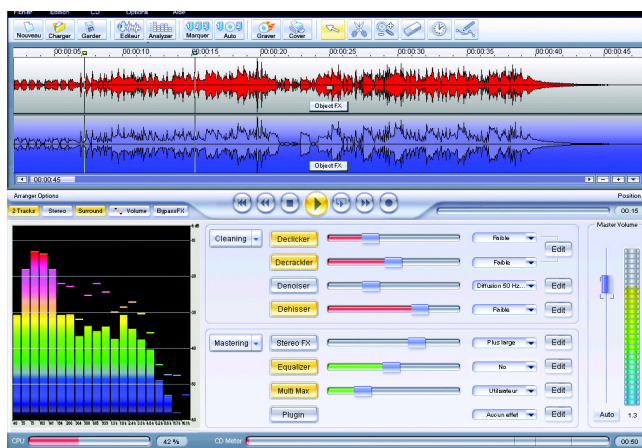 Fichier Edition CD Options Aide
Nouveau Charger Garder Editeur Analyzer Marquer Auto Graver Cover
00:00:05 00:00:10 00:00:15 00:00:20 00:00:25 00:00:30 00:00:35 00:00:40 00:00:45
Object FX
Object FX
00:00:45
Arranger Options Position
2 Tracks Stereo Surround Volume BypassFX 00:15
Master Volume
Cleaning Declicker Faible
Edit
Decrackler Faible
Denoiser Diffusion 50 Hz... Edit
Dehisser Faible Edit
Mastering Stereo FX Plus large Edit
Equalizer No Edit
Multi Max Utilisateur Edit
Plugin Aucun effet Edit
Auto 1.3
CPU 42 % CD Meter 00:50